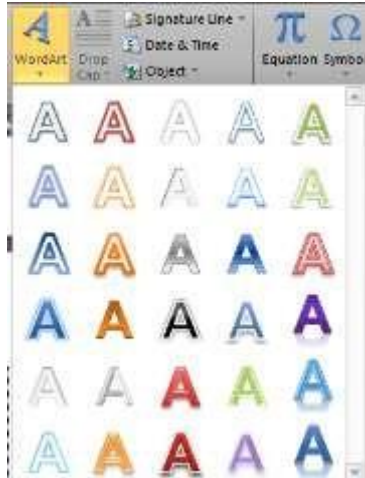 WordArt
Drop
Cap
Signature Line
Date & Time
Object
Equation
Symbo
A A A A A
A A A A A
A A A A A
A A A A A
A A A A A
A A A A A